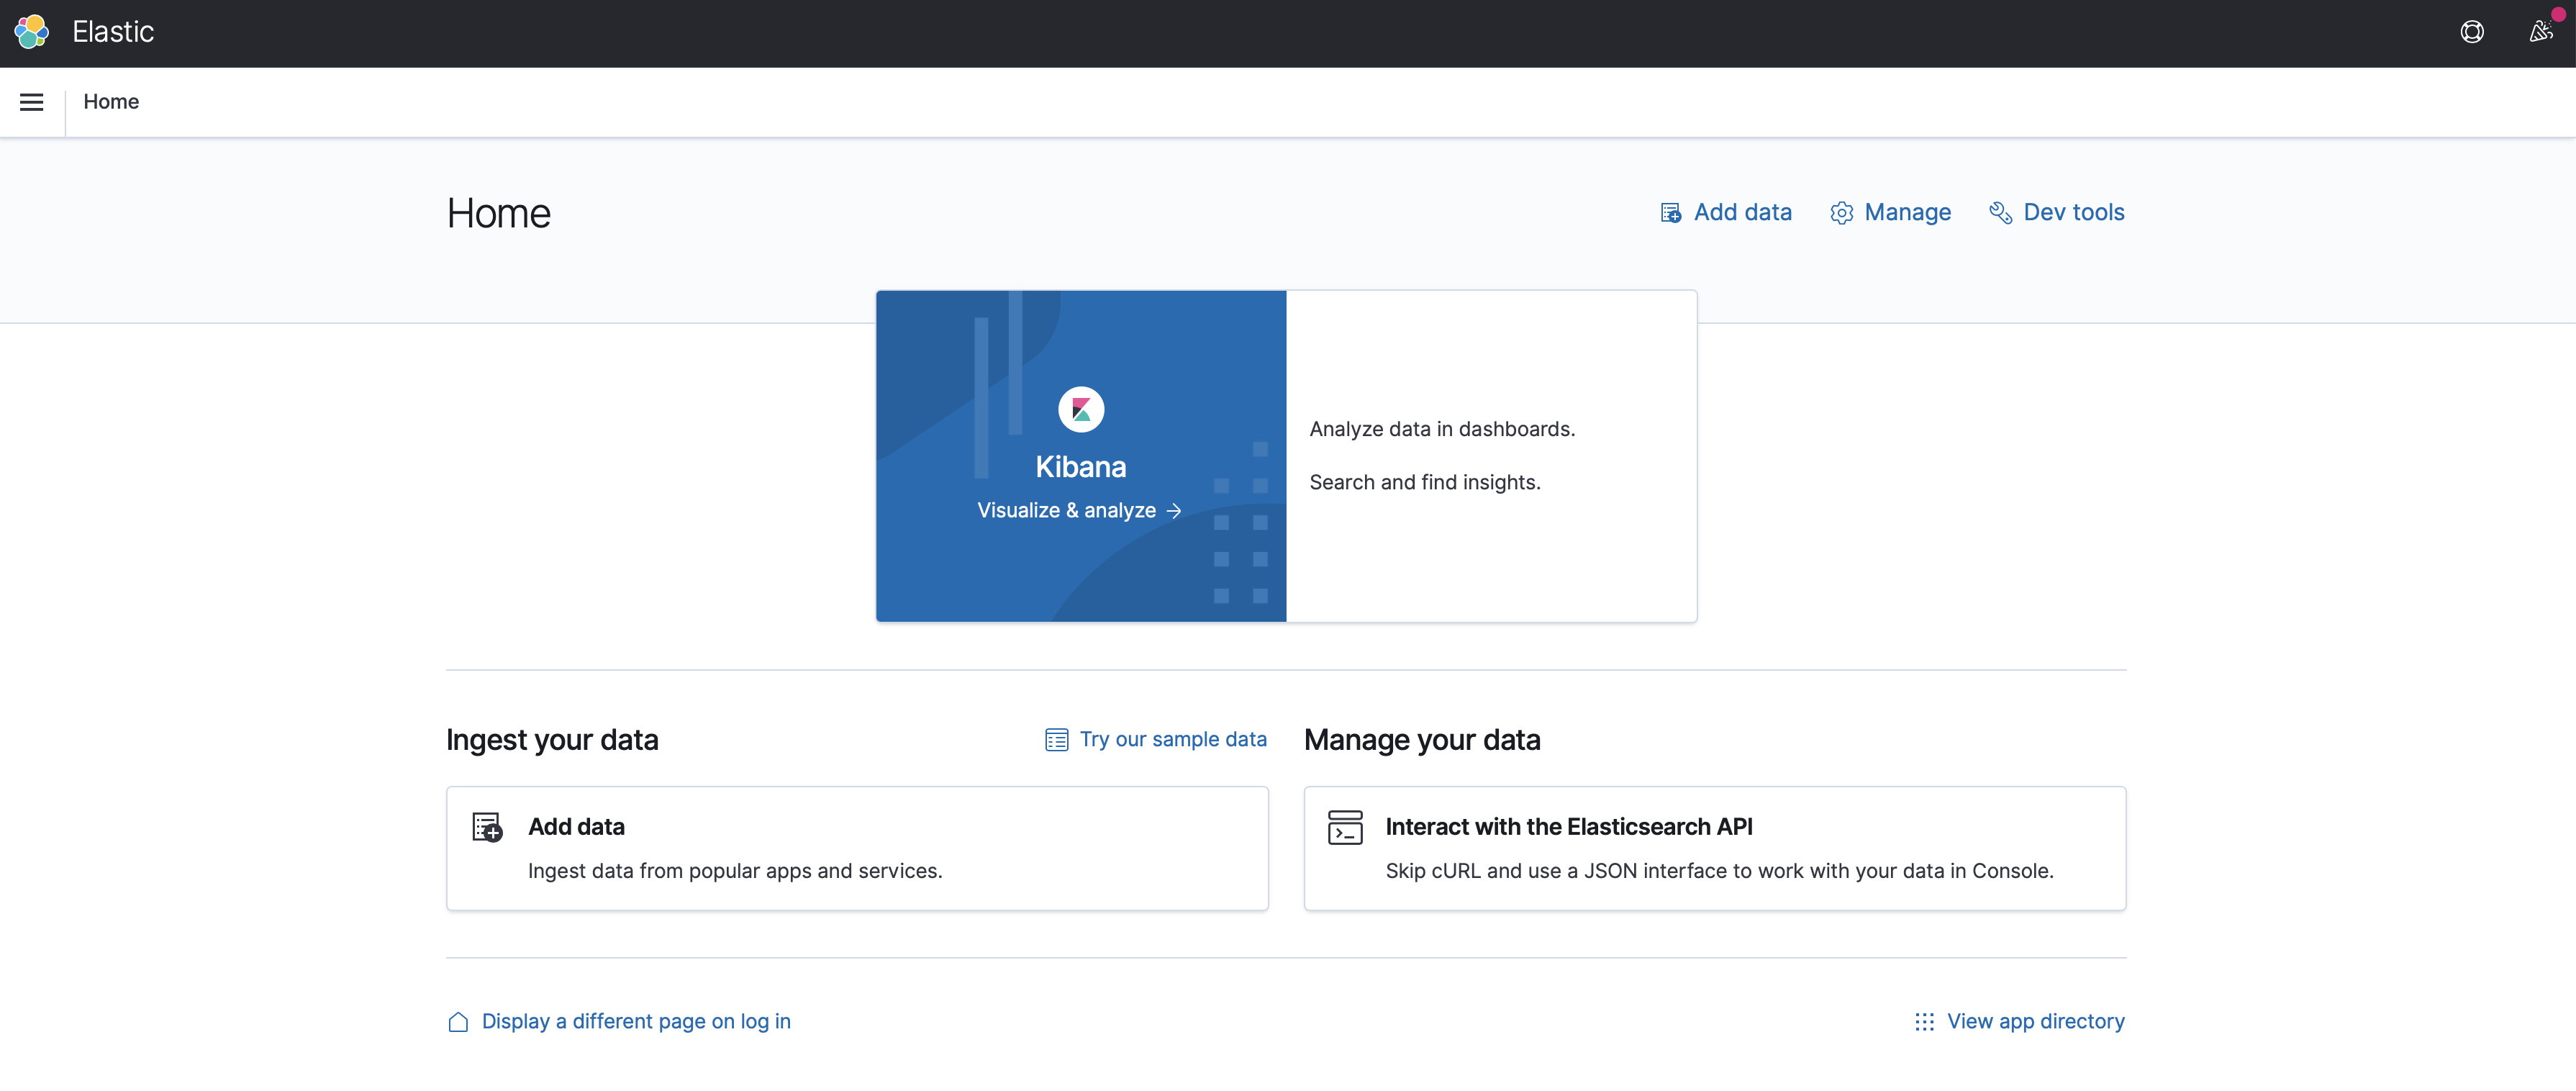 Elastic
Home
Home
Add data
Manage
Dev tools
Kibana
Visualize & analyze
Analyze data in dashboards.
Search and find insights.
Ingest your data
Try our sample data
Add data
Ingest data from popular apps and services.
Manage your data
Interact with the Elasticsearch API
Skip cURL and use a JSON interface to work with your data in Console.
Display a different page on log in
View app directory